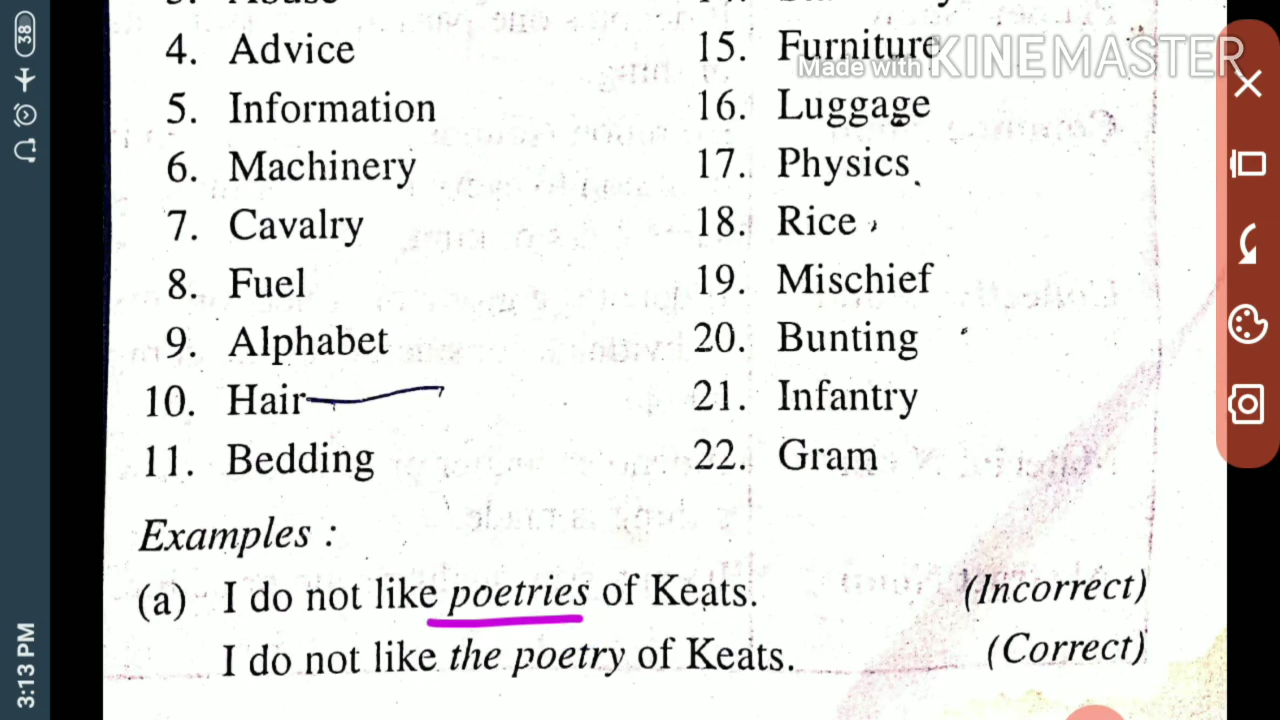 4. Advice
5. Information
6. Machinery
7. Cavalry
8. Fuel
9. Alphabet
10. Hair
11. Bedding
15. Furniture
16. Luggage
17. Physics
18. Rice
19. Mischief
20. Bunting
21. Infantry
22. Gram
Examples :
(a) I do not like poetries of Keats. (Incorrect)
I do not like the poetry of Keats. (Correct)
Made with KINEMASTER
38
3:13 PM